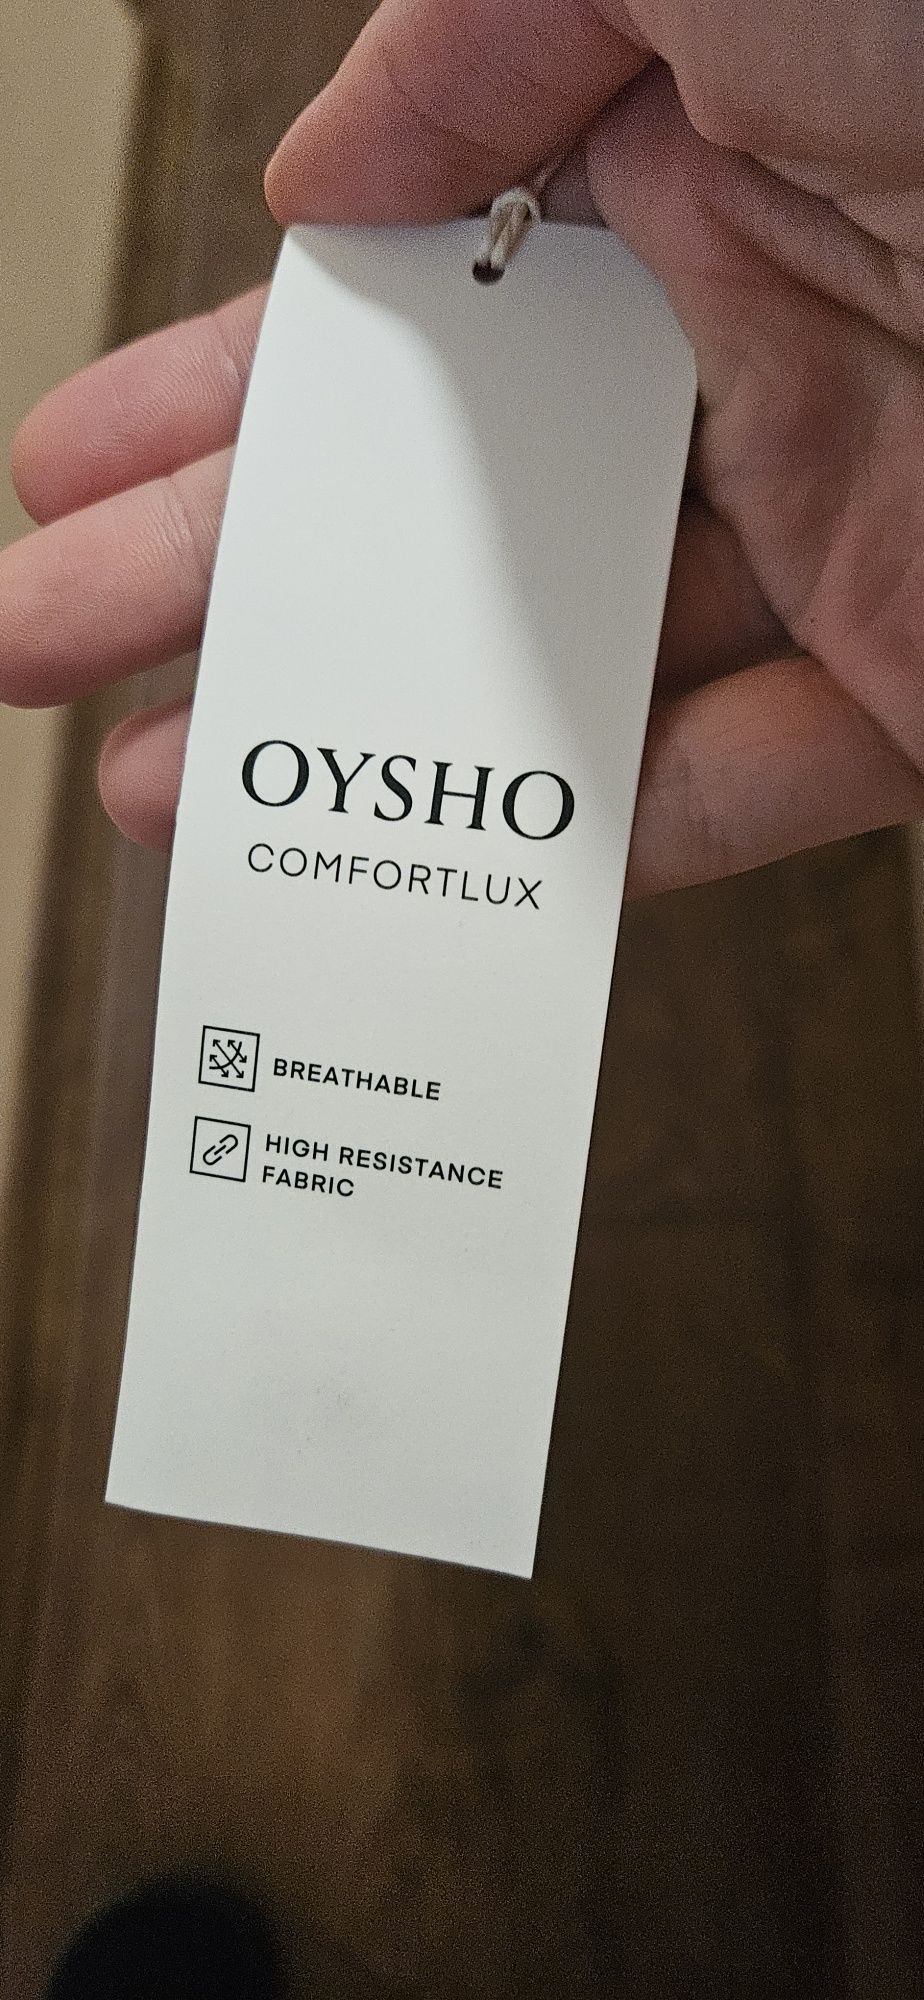 OYSHO
COMFORTLUX
BREATHABLE
HIGH RESISTANCE
FABRIC